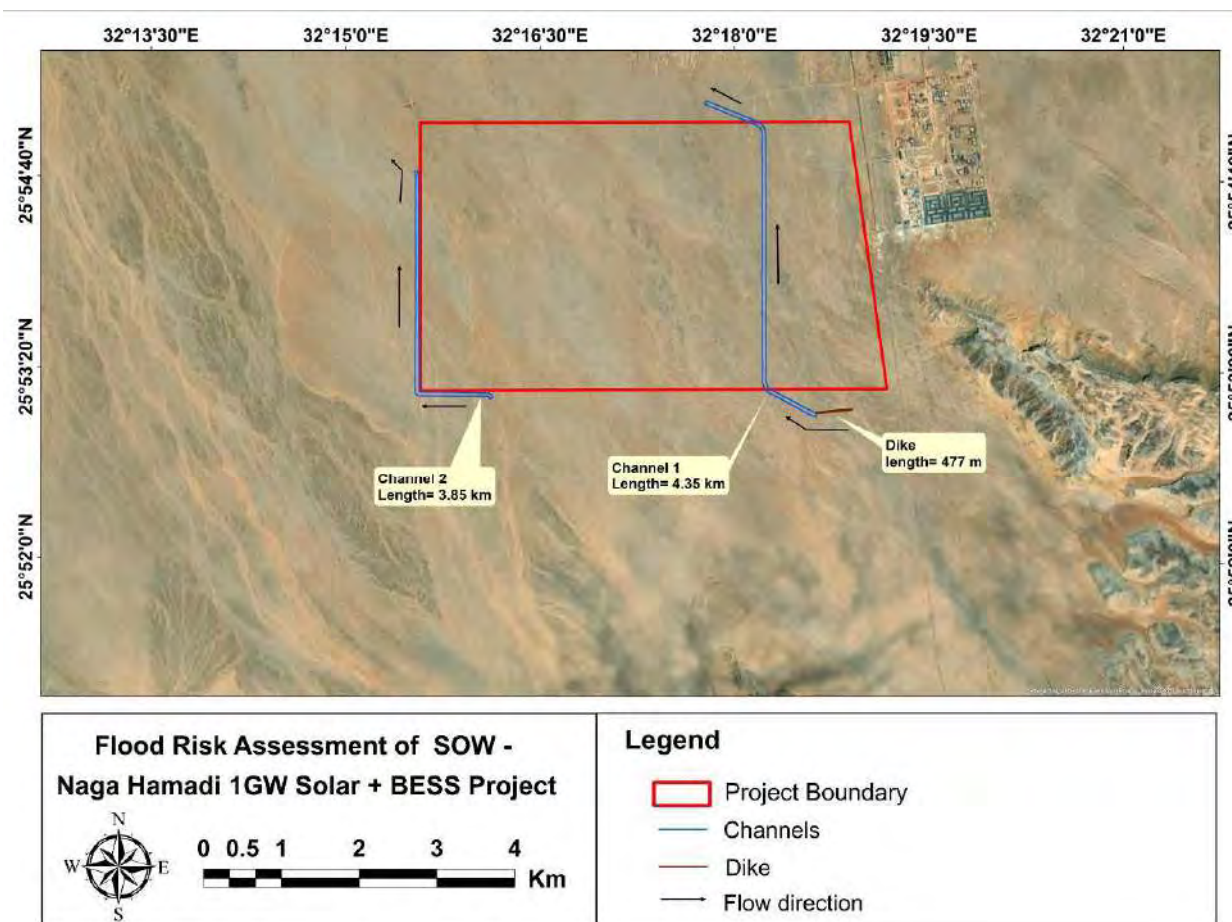 32°13'30"E 32°15'0"E 32°16'30"E 32°18'0"E 32°19'30"E 32°21'0"E
25°54'40"N
25°53'20"N
25°52'0"N
Channel 2
Length= 3.85 km
Channel 1
Length= 4.35 km
Dike
length= 477 m
Flood Risk Assessment of SOW -
Naga Hamadi 1GW Solar + BESS Project
N
W E
S
0 0.5 1 2 3 4
Km
Legend
Project Boundary
Channels
Dike
Flow direction